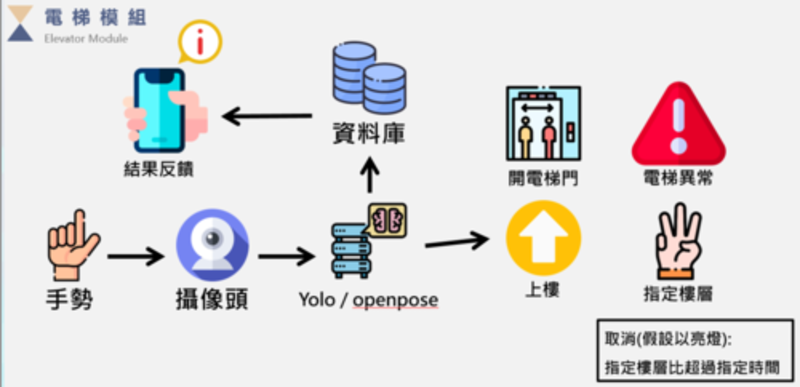 電梯模組
Elevator Module
i
結果反饋
資料庫
開電梯門
電梯異常
手勢
攝像頭
Yolo / openpose
上樓
指定樓層
取消(假設以亮燈):
指定樓層比超過指定時間